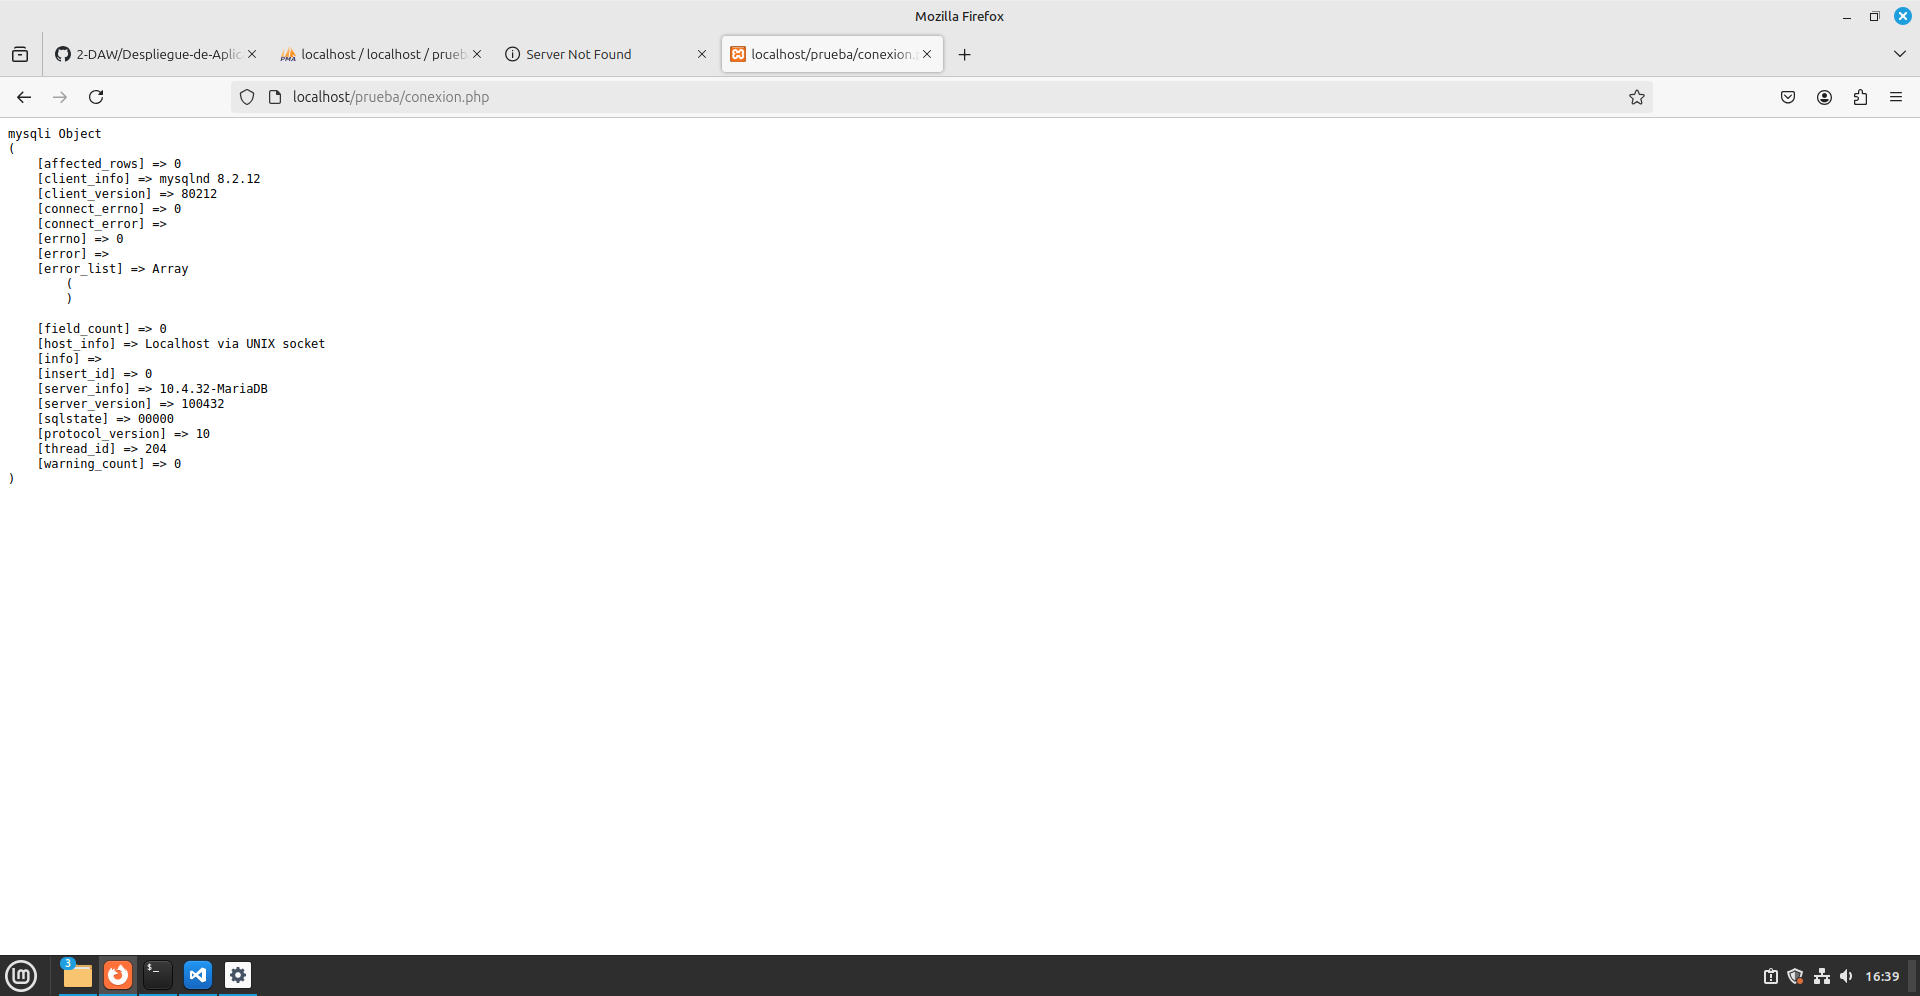 Mozilla Firefox
2-DAW/Despliegue-de-Aplic
localhost / localhost / prueb
Server Not Found
localhost/prueba/conexion.
localhost/prueba/conexion.php
mysqli Object
(
    [affected_rows] => 0
    [client_info] => mysqlnd 8.2.12
    [client_version] => 80212
    [connect_errno] => 0
    [connect_error] =>
    [errno] => 0
    [error] =>
    [error_list] => Array
        (
        )
    [field_count] => 0
    [host_info] => Localhost via UNIX socket
    [info] =>
    [insert_id] => 0
    [server_info] => 10.4.32-MariaDB
    [server_version] => 100432
    [sqlstate] => 00000
    [protocol_version] => 10
    [thread_id] => 204
    [warning_count] => 0
)
3
16:39